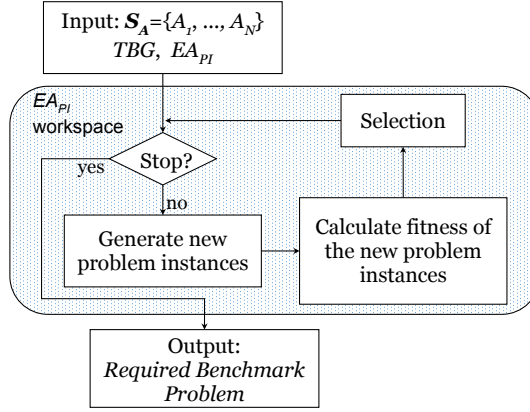 Input: S_A={A_1, ..., A_N}
TBG, EA_PI
EA_PI
workspace
Selection
Stop?
yes
no
Generate new
problem instances
Calculate fitness of
the new problem
instances
Output:
Required Benchmark
Problem